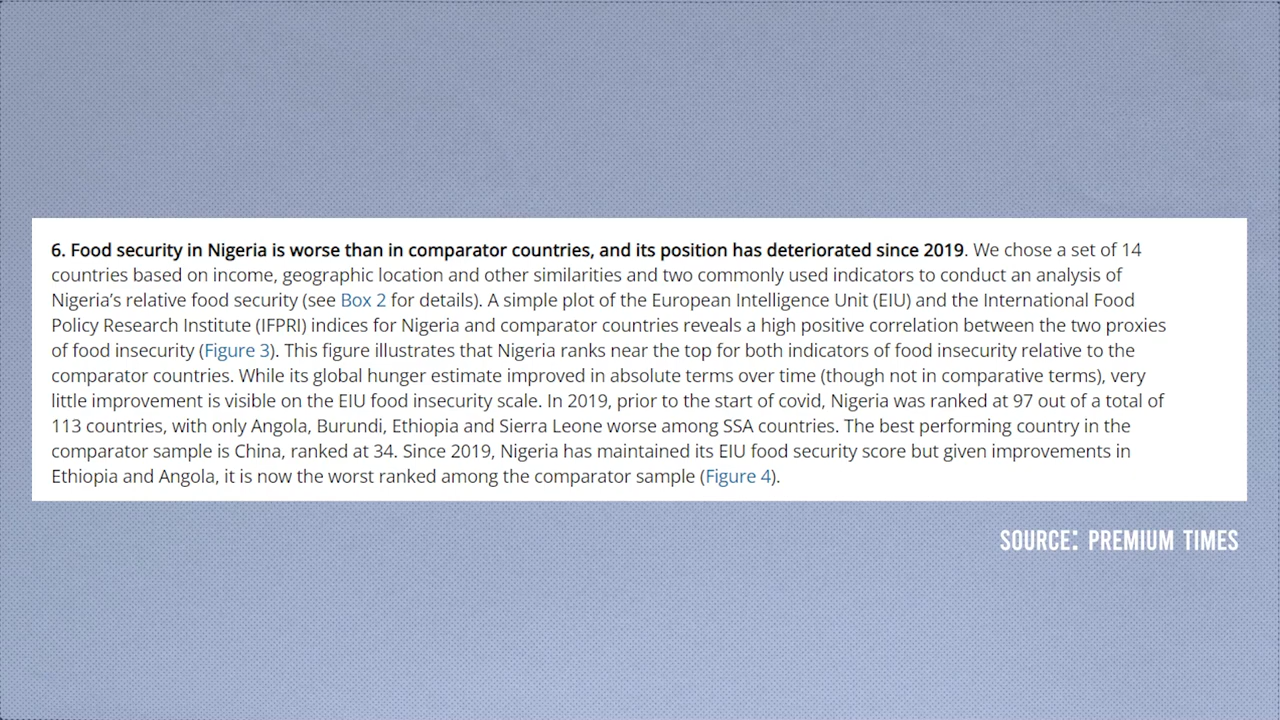 6. Food security in Nigeria is worse than in comparator countries, and its position has deteriorated since 2019. We chose a set of 14
countries based on income, geographic location and other similarities and two commonly used indicators to conduct an analysis of
Nigeria's relative food security (see Box 2 for details). A simple plot of the European Intelligence Unit (EIU) and the International Food
Policy Research Institute (IFPRI) indices for Nigeria and comparator countries reveals a high positive correlation between the two proxies
of food insecurity (Figure 3). This figure illustrates that Nigeria ranks near the top for both indicators of food insecurity relative to the
comparator countries. While its global hunger estimate improved in absolute terms over time (though not in comparative terms), very
little improvement is visible on the EIU food insecurity scale. In 2019, prior to the start of covid, Nigeria was ranked at 97 out of a total of
113 countries, with only Angola, Burundi, Ethiopia and Sierra Leone worse among SSA countries. The best performing country in the
comparator sample is China, ranked at 34. Since 2019, Nigeria has maintained its EIU food security score but given improvements in
Ethiopia and Angola, it is now the worst ranked among the comparator sample (Figure 4).
SOURCE: PREMIUM TIMES